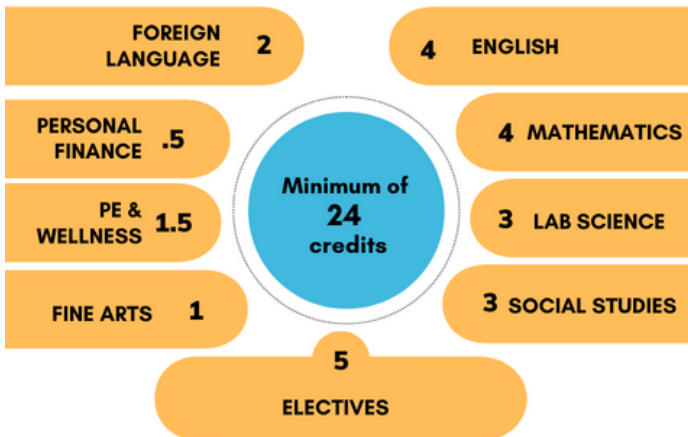 FOREIGN
LANGUAGE 2
4 ENGLISH
PERSONAL
FINANCE .5
4 MATHEMATICS
PE &
WELLNESS 1.5
3 LAB SCIENCE
FINE ARTS 1
3 SOCIAL STUDIES
Minimum of
24
credits
5
ELECTIVES